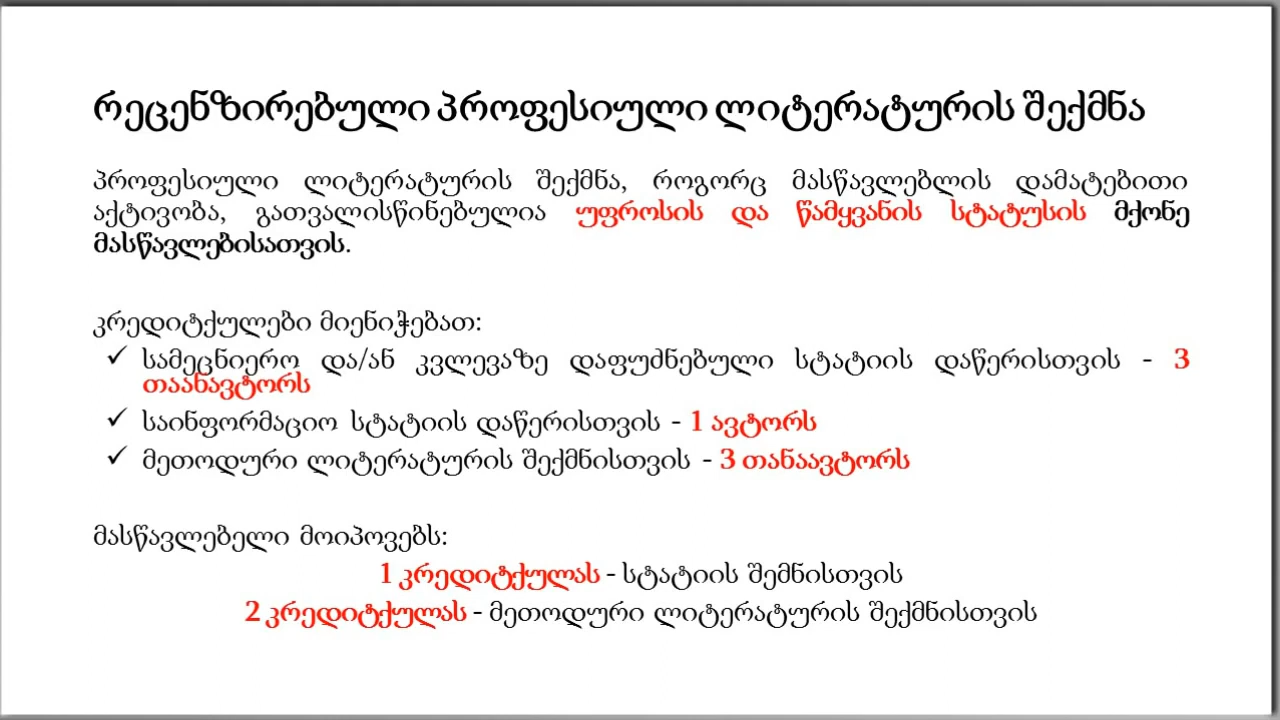 რეცენზირებული პროფესიული ლიტერატურის შექმნა
პროფესიული ლიტერატურის შექმნა, როგორც მასწავლებლის დამატებითი
აქტივობა, გათვალისწინებულია უფროსის და წამყვანის სტატუსის მქონე
მასწავლებისათვის.
კრედიტქულები მიენიჭებათ:
✓ სამეცნიერო და/ან კვლევაზე დაფუძნებული სტატიის დაწერისთვის - 3
თაანავტორს
✓ საინფორმაციო სტატიის დაწერისთვის - 1 ავტორს
✓ მეთოდური ლიტერატურის შექმნისთვის - 3 თანაავტორს
მასწავლებელი მოიპოვებს:
1 კრედიტქულას - სტატიის შემნისთვის
2 კრედიტქულას - მეთოდური ლიტერატურის შექმნისთვის